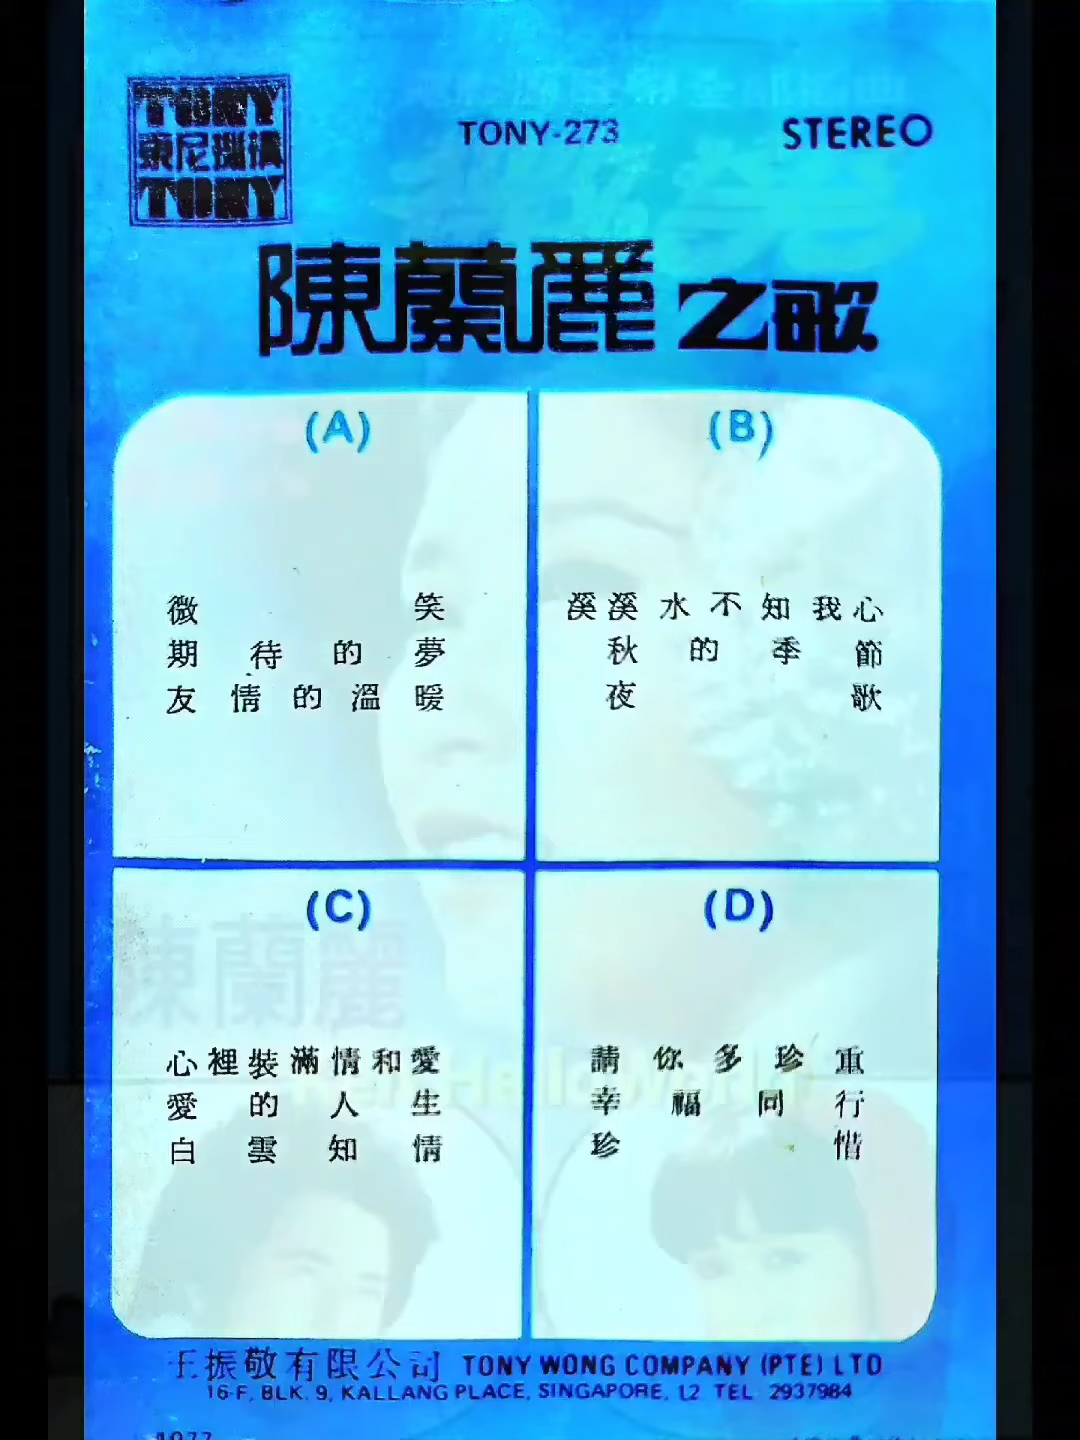 TONY
東尼機構
TONY
TONY-273
STEREO
陳蘭麗之歌
(A)
微笑
期待的夢
友情的溫暖
(B)
溪溪水不知我心
秋的季節
夜歌
(C)
心裡裝滿情和愛
愛的人生
白雲知情
(D)
請你多珍重
幸福同行
珍惜
陳蘭麗
王振敬有限公司 TONY WONG COMPANY (PTE) LTD
16-F, BLK. 9, KALLANG PLACE, SINGAPORE, 12 TEL 2937984
1977